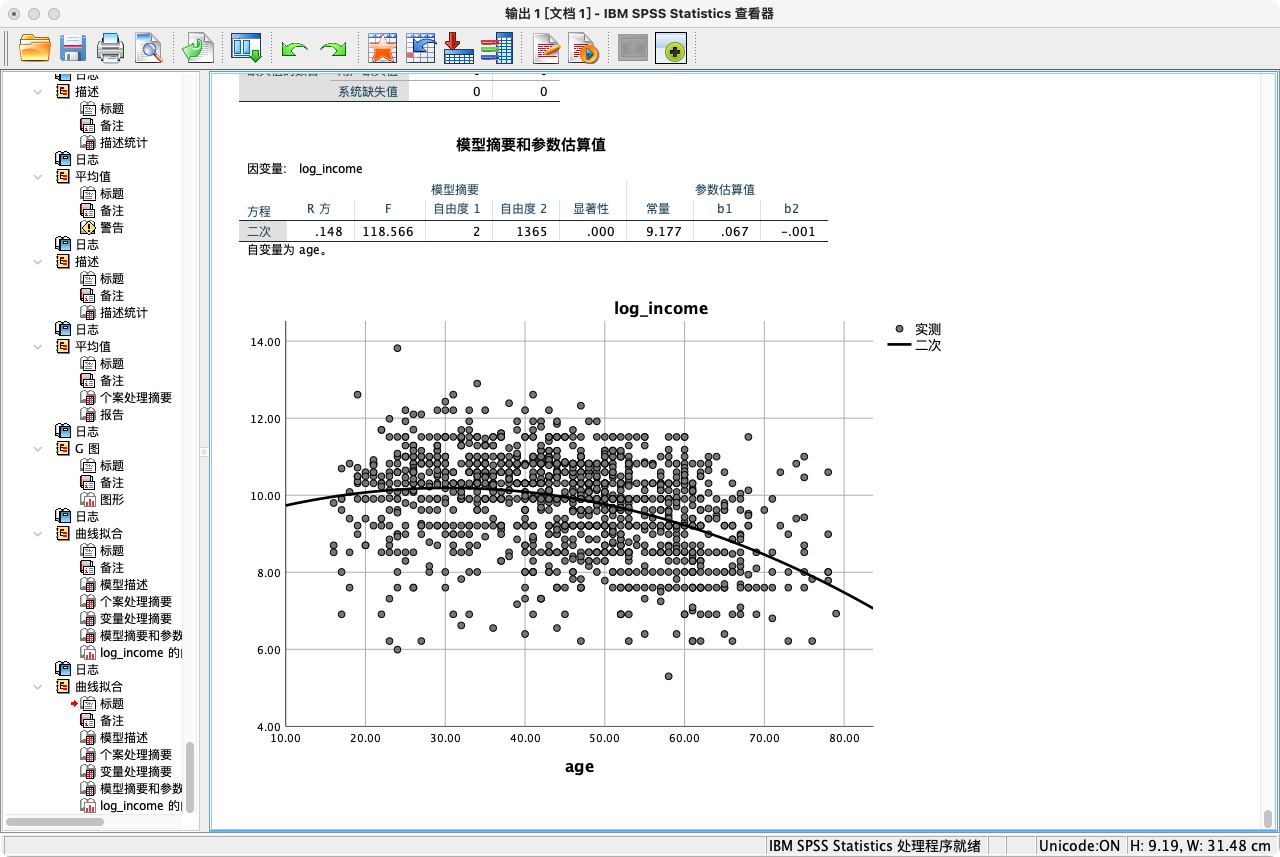 输出 1 [文档 1] - IBM SPSS Statistics 查看器
日志
描述
标题
备注
描述统计
日志
平均值
标题
备注
警告
日志
描述
标题
备注
描述统计
日志
平均值
标题
备注
个案处理摘要
报告
日志
G 图
标题
备注
图形
日志
曲线拟合
标题
备注
模型描述
个案处理摘要
变量处理摘要
模型摘要和参数
log_income 的
日志
曲线拟合
标题
备注
模型描述
个案处理摘要
变量处理摘要
模型摘要和参数
log_income 的
系统缺失值 0 0
模型摘要和参数估算值
因变量: log_income
模型摘要 参数估算值
方程 R 方 F 自由度 1 自由度 2 显著性 常量 b1 b2
二次 .148 118.566 2 1365 .000 9.177 .067 -.001
自变量为 age。
log_income
实测
二次
14.00
12.00
10.00
8.00
6.00
4.00
10.00 20.00 30.00 40.00 50.00 60.00 70.00 80.00
age
IBM SPSS Statistics 处理程序就绪 Unicode:ON H: 9.19, W: 31.48 cm